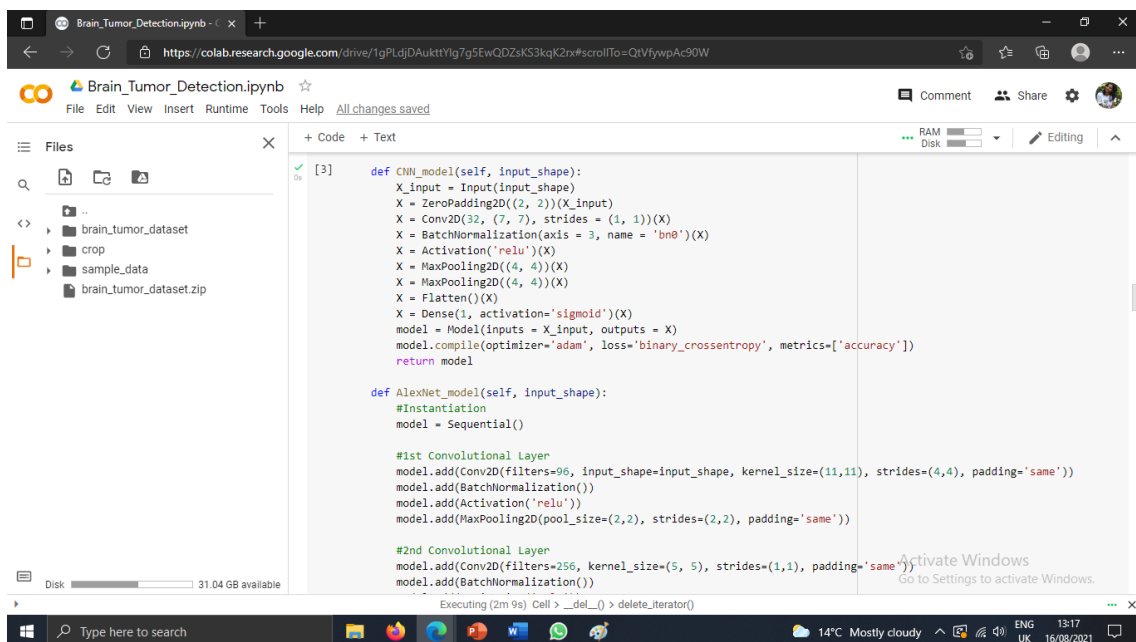 Brain_Tumor_Detection.ipynb - C
https://colab.research.google.com/drive/1gPLdjDAukttYIg7g5EwQDZsKS3kqK2rx#scrollTo=QtVfywpAc90W
CO Brain_Tumor_Detection.ipynb
File Edit View Insert Runtime Tools Help All changes saved
Comment Share
Files
+ Code + Text
RAM
Disk
Editing
..
brain_tumor_dataset
crop
sample_data
brain_tumor_dataset.zip
Disk 31.04 GB available
[3]
0s
def CNN_model(self, input_shape):
X_input = Input(input_shape)
X = ZeroPadding2D((2, 2))(X_input)
X = Conv2D(32, (7, 7), strides = (1, 1))(X)
X = BatchNormalization(axis = 3, name = 'bn0')(X)
X = Activation('relu')(X)
X = MaxPooling2D((4, 4))(X)
X = MaxPooling2D((4, 4))(X)
X = Flatten()(X)
X = Dense(1, activation='sigmoid')(X)
model = Model(inputs = X_input, outputs = X)
model.compile(optimizer='adam', loss='binary_crossentropy', metrics=['accuracy'])
return model
def AlexNet_model(self, input_shape):
#Instantiation
model = Sequential()
#1st Convolutional Layer
model.add(Conv2D(filters=96, input_shape=input_shape, kernel_size=(11,11), strides=(4,4), padding='same'))
model.add(BatchNormalization())
model.add(Activation('relu'))
model.add(MaxPooling2D(pool_size=(2,2), strides=(2,2), padding='same'))
#2nd Convolutional Layer
model.add(Conv2D(filters=256, kernel_size=(5, 5), strides=(1,1), padding='same'))
model.add(BatchNormalization())
Activate Windows
Go to Settings to activate Windows.
Executing (2m 9s) Cell > __del__() > delete_iterator()
Type here to search
14°C Mostly cloudy
ENG
UK
13:17
16/08/2021